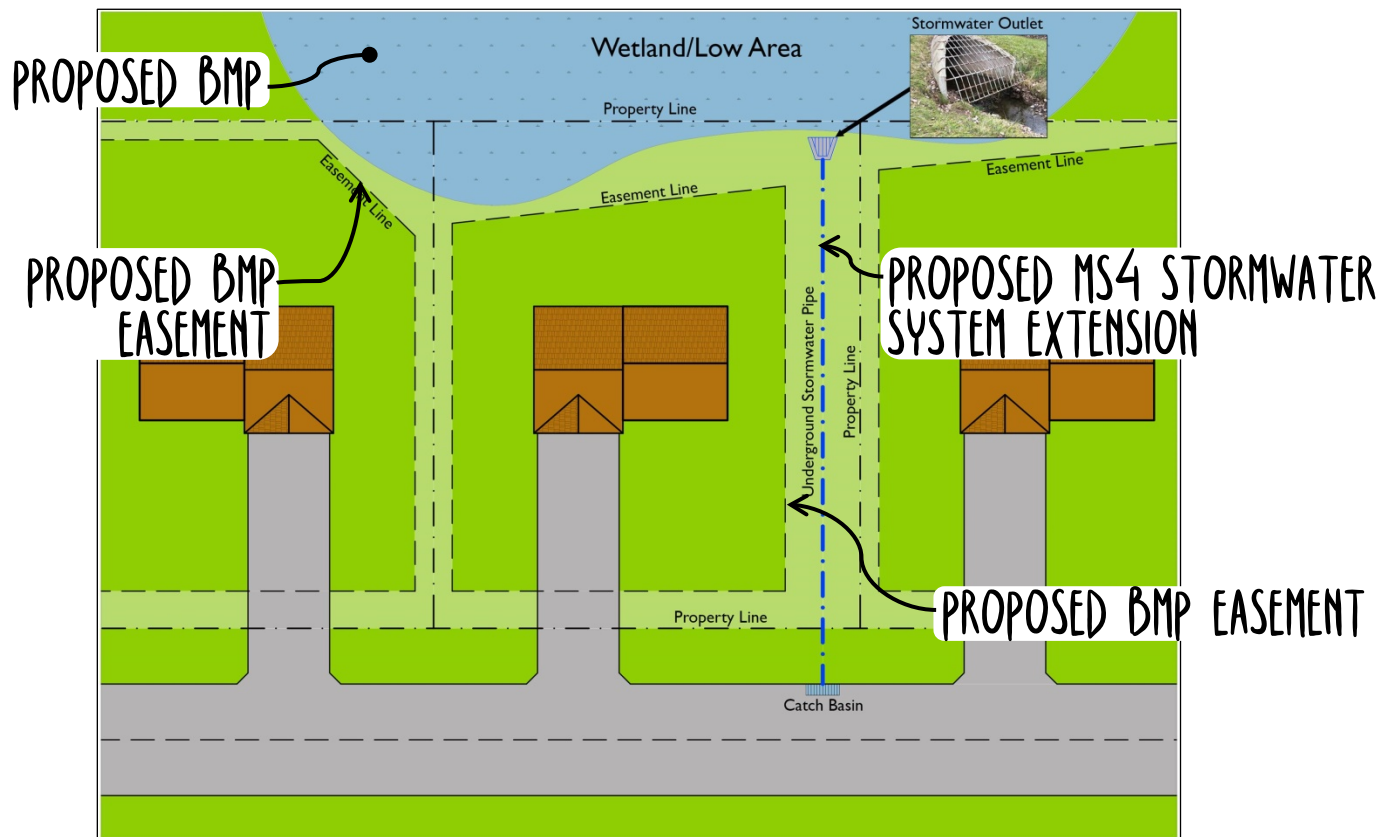 Stormwater Outlet
Wetland/Low Area
PROPOSED BMP
Property Line
Easement Line
Easement Line
Easement Line
PROPOSED BMP
EASEMENT
PROPOSED MS4 STORMWATER
SYSTEM EXTENSION
Underground Stormwater Pipe
Property Line
PROPOSED BMP EASEMENT
Property Line
Catch Basin